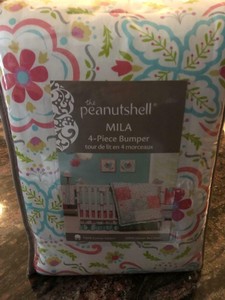 the
peanutshell®
MILA
4-Piece Bumper
tour de lit en 4 morceaux